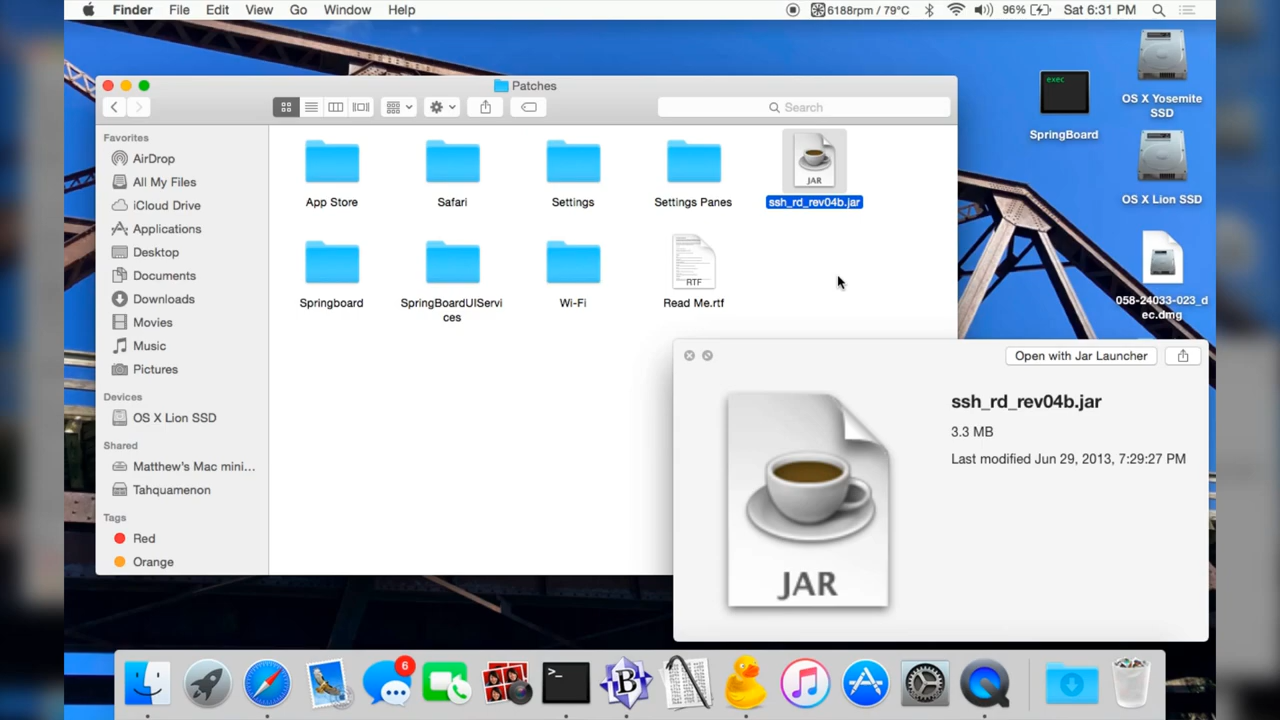 Finder File Edit View Go Window Help
6188rpm / 79°C 96% Sat 6:31 PM
Patches
Search
Favorites
AirDrop
All My Files
iCloud Drive
Applications
Desktop
Documents
Downloads
Movies
Music
Pictures
Devices
OS X Lion SSD
Shared
Matthew's Mac mini...
Tahquamenon
Tags
Red
Orange
App Store
Safari
Settings
Settings Panes
JAR
ssh_rd_rev04b.jar
Springboard
SpringBoardUIServi
ces
Wi-Fi
RTF
Read Me.rtf
exec
SpringBoard
OS X Yosemite
SSD
OS X Lion SSD
058-24033-023_d
ec.dmg
Open with Jar Launcher
JAR
ssh_rd_rev04b.jar
3.3 MB
Last modified Jun 29, 2013, 7:29:27 PM
6
>_
B